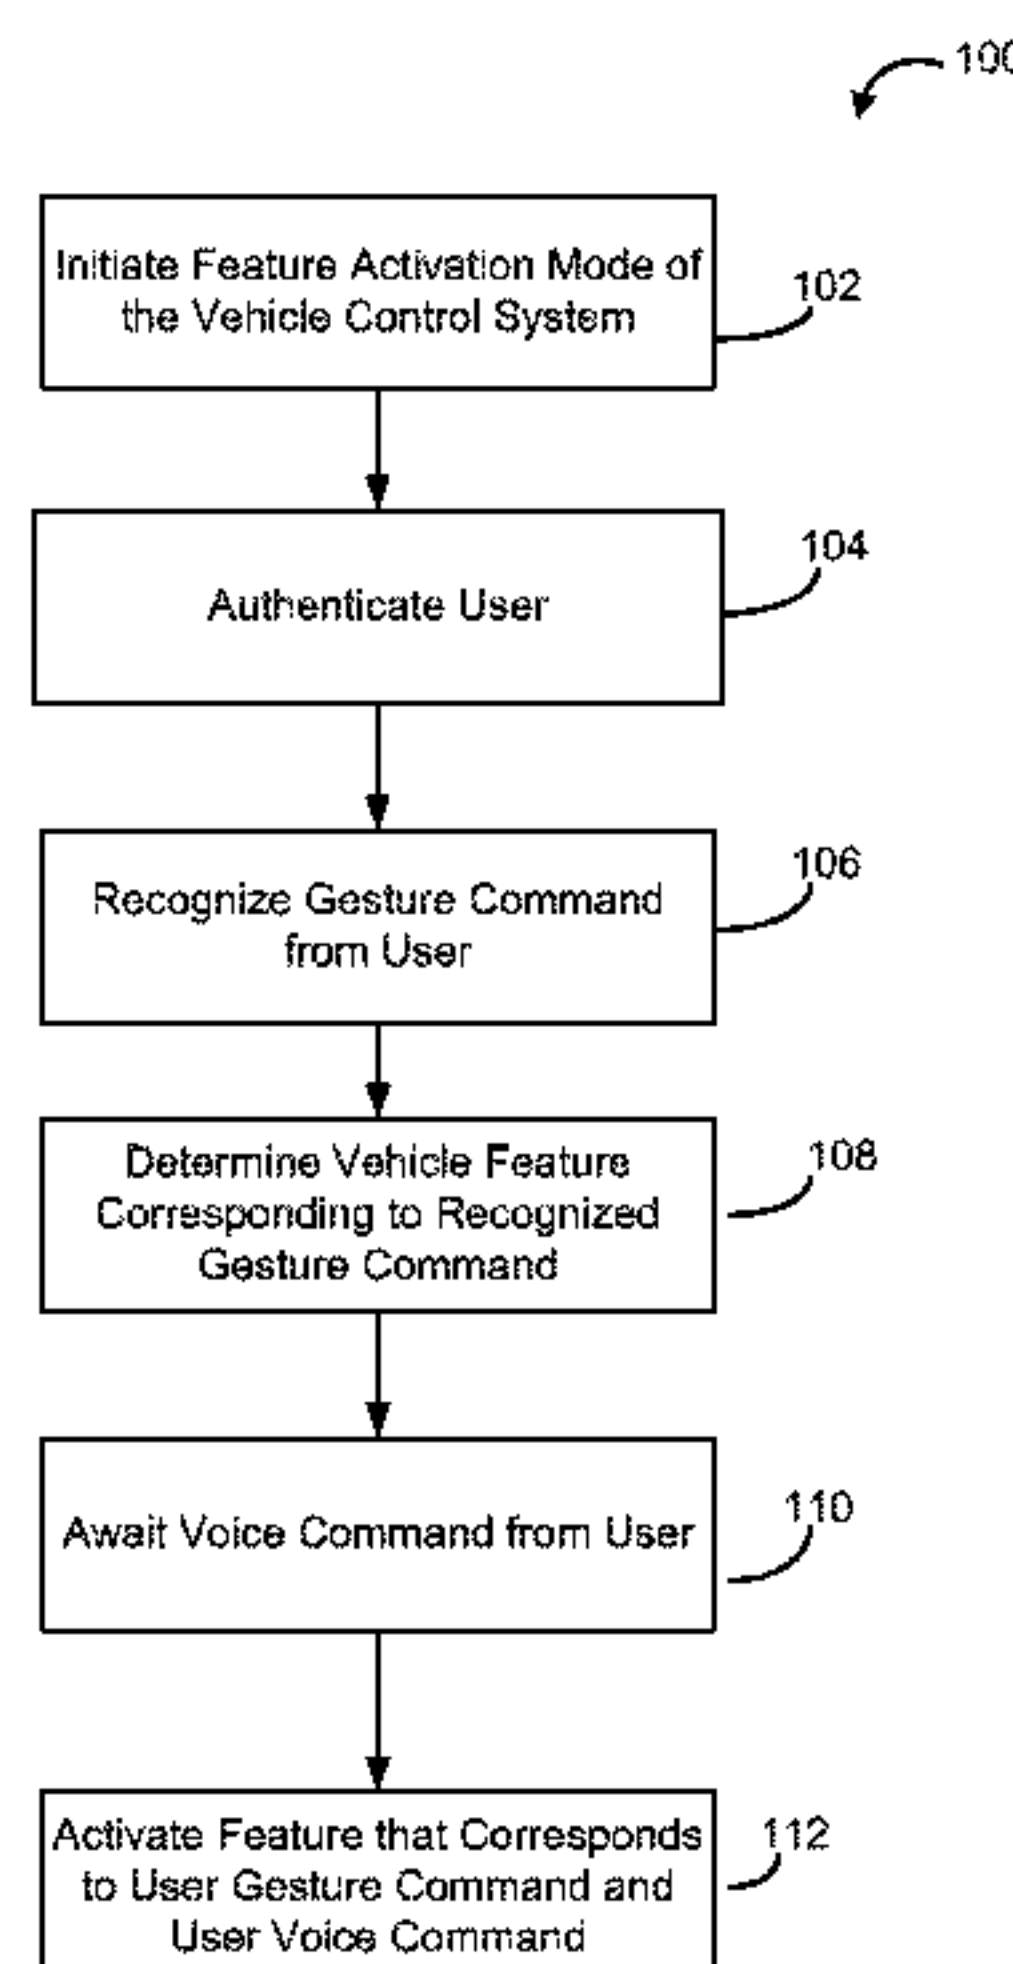 100
Initiate Feature Activation Mode of
the Vehicle Control System
102
Authenticate User
104
Recognize Gesture Command
from User
106
Determine Vehicle Feature
Corresponding to Recognized
Gesture Command
108
Await Voice Command from User
110
Activate Feature that Corresponds
to User Gesture Command and
User Voice Command
112